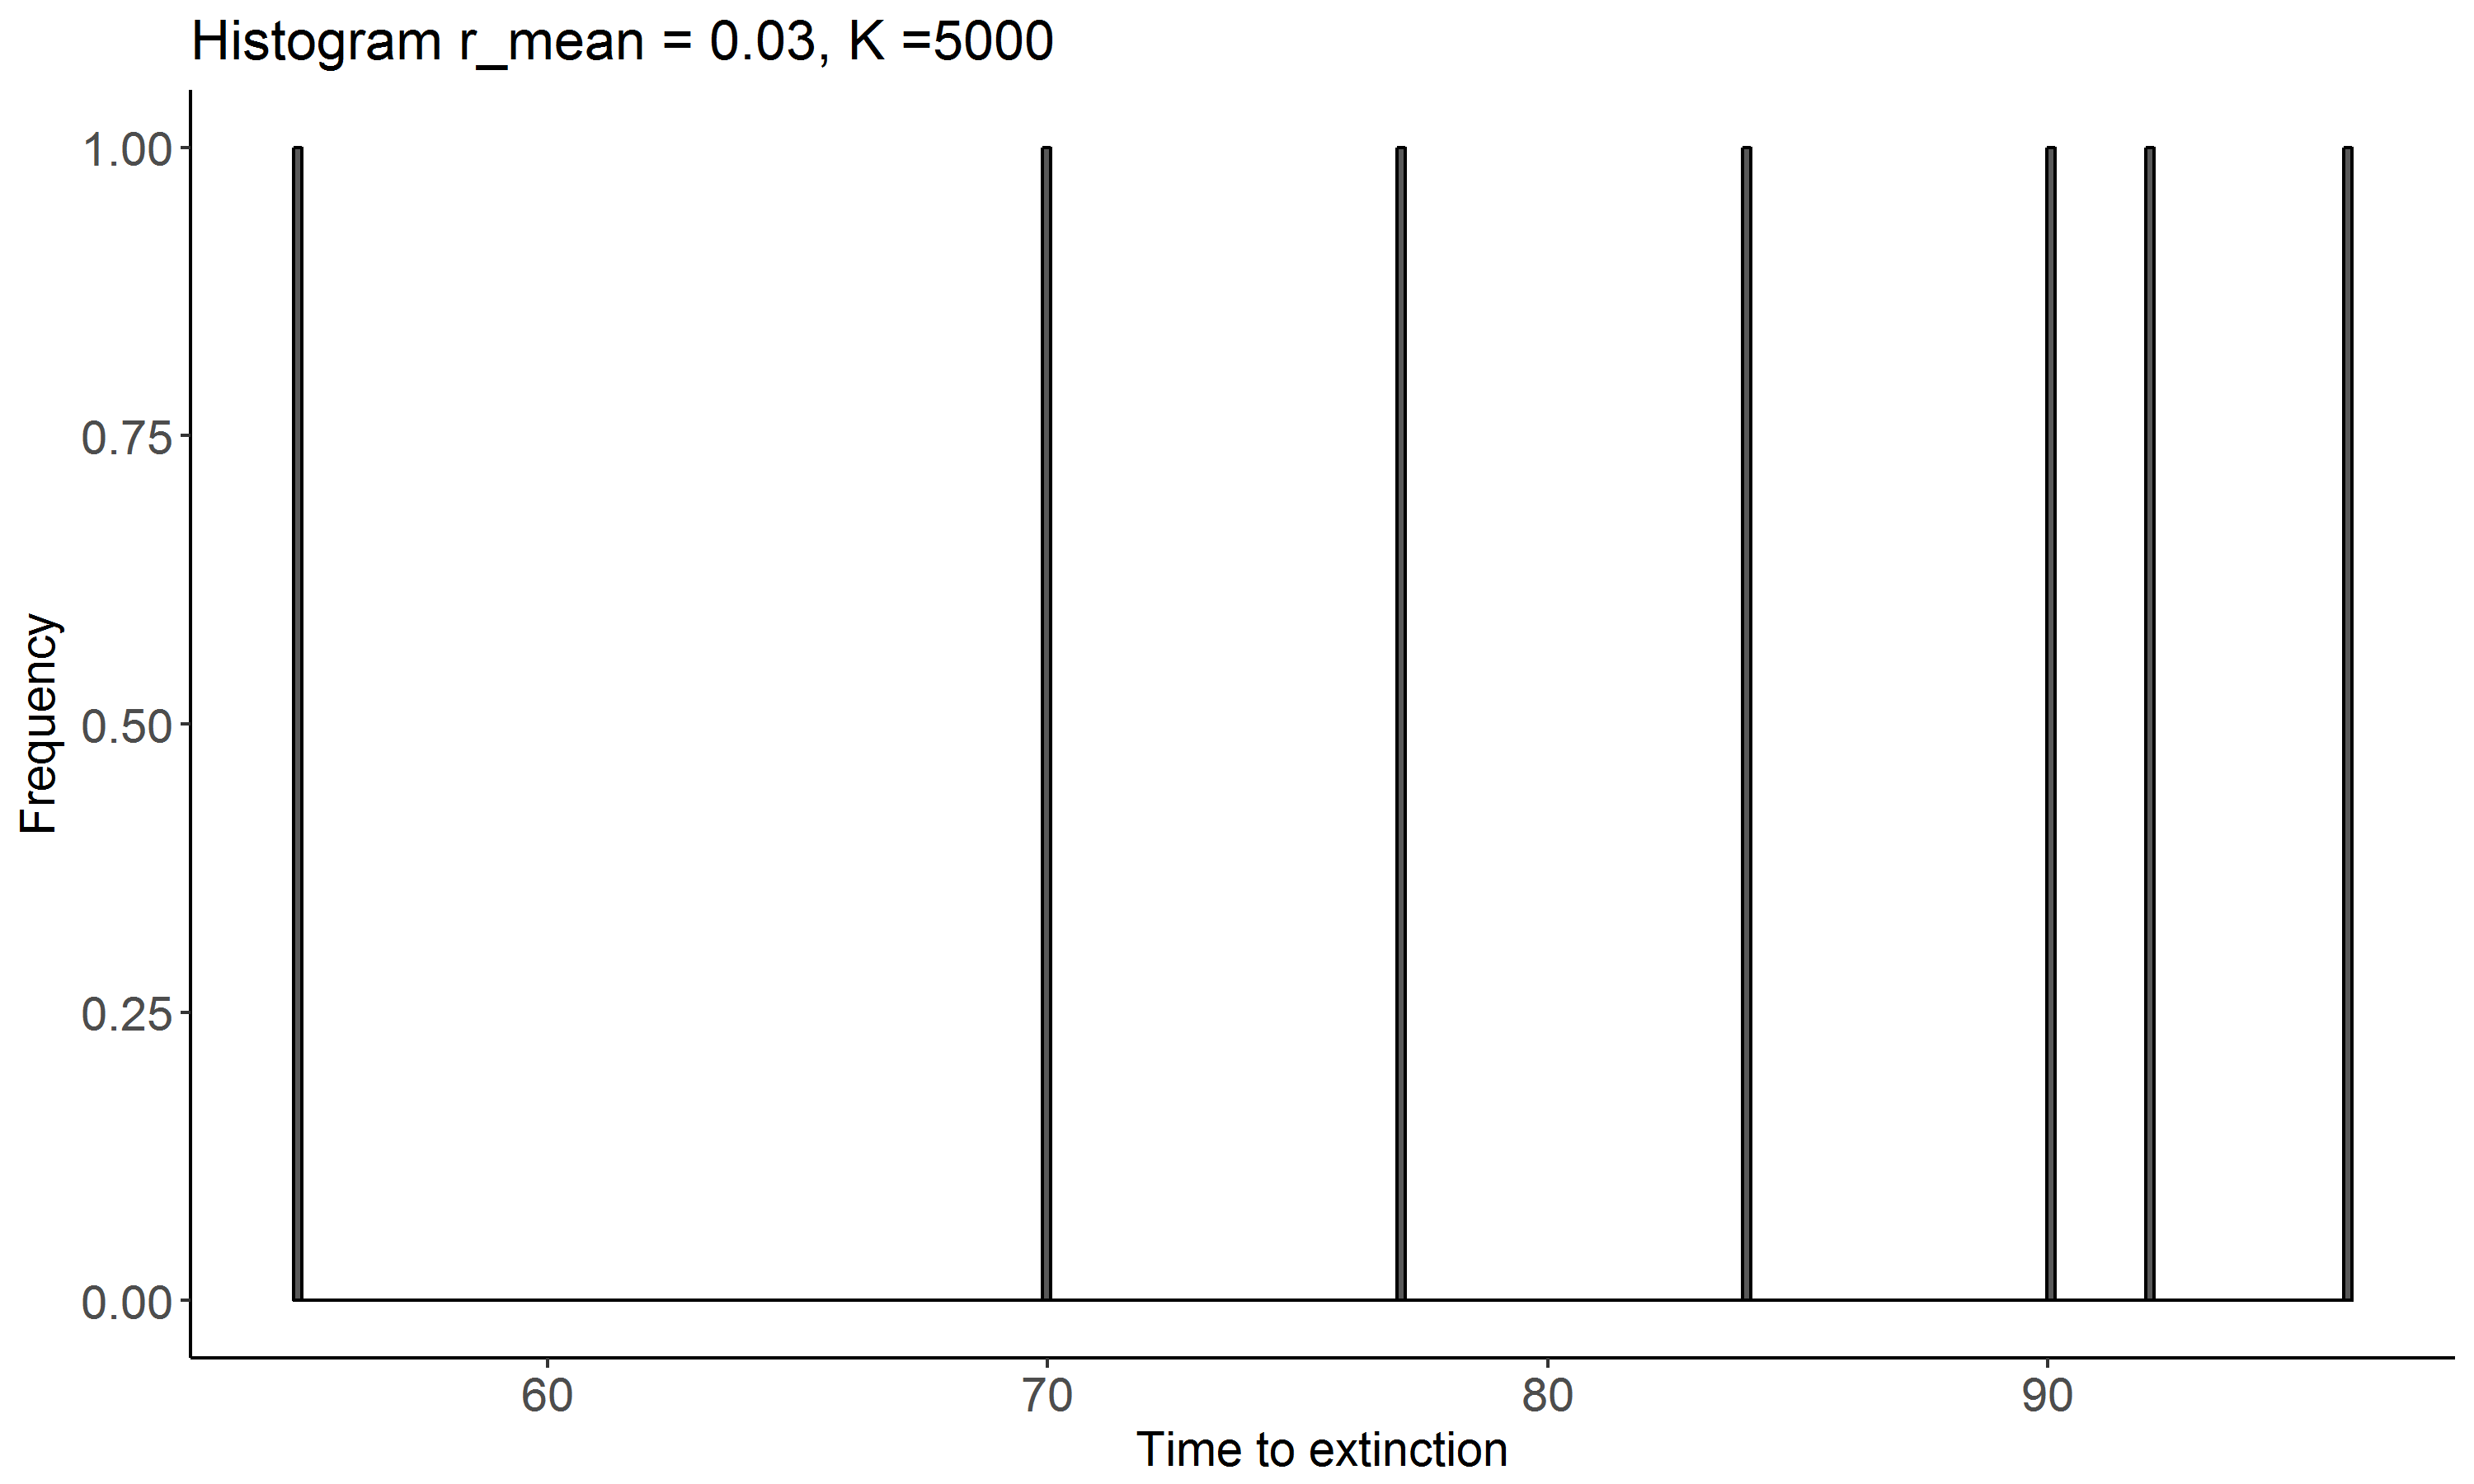 Histogram r_mean = 0.03, K =5000
1.00
0.75
0.50
0.25
0.00
Frequency
60 70 80 90
Time to extinction